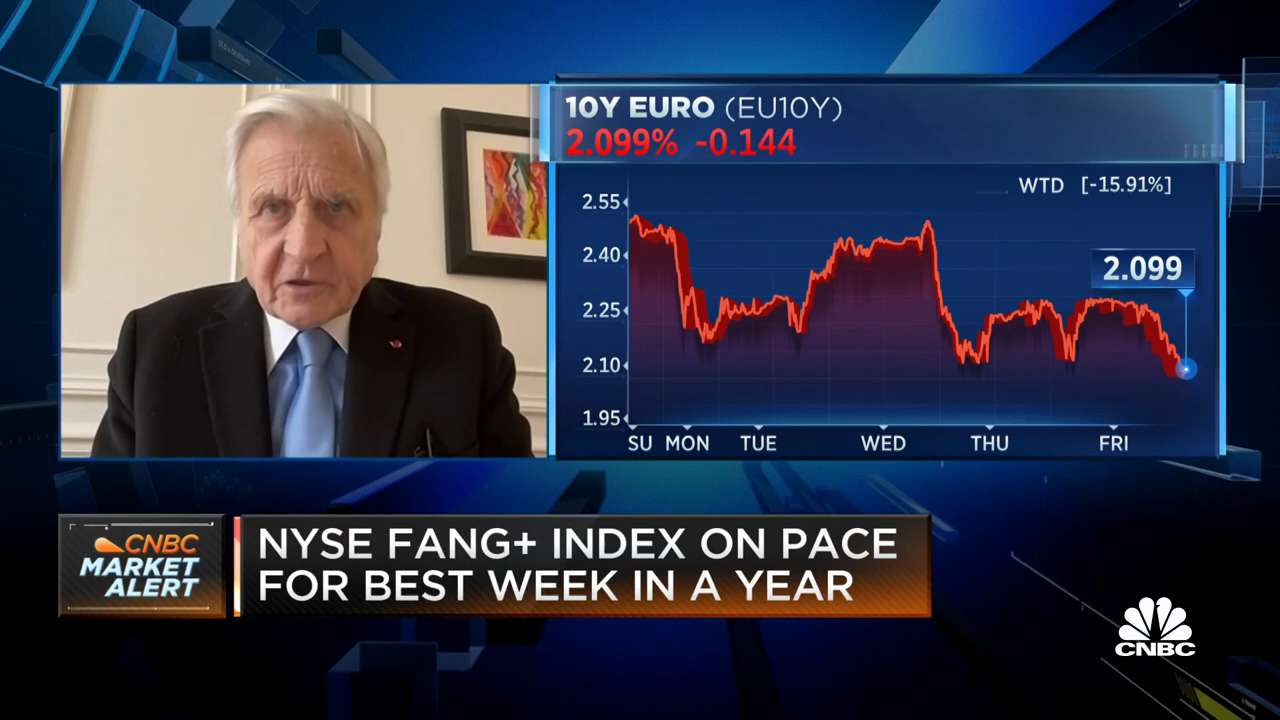 10Y EURO (EU10Y)
2.099% -0.144
WTD [-15.91%]
2.55
2.40
2.25
2.10
1.95
2.099
SU MON TUE WED THU FRI
CNBC
MARKET
ALERT
NYSE FANG+ INDEX ON PACE
FOR BEST WEEK IN A YEAR
CNBC